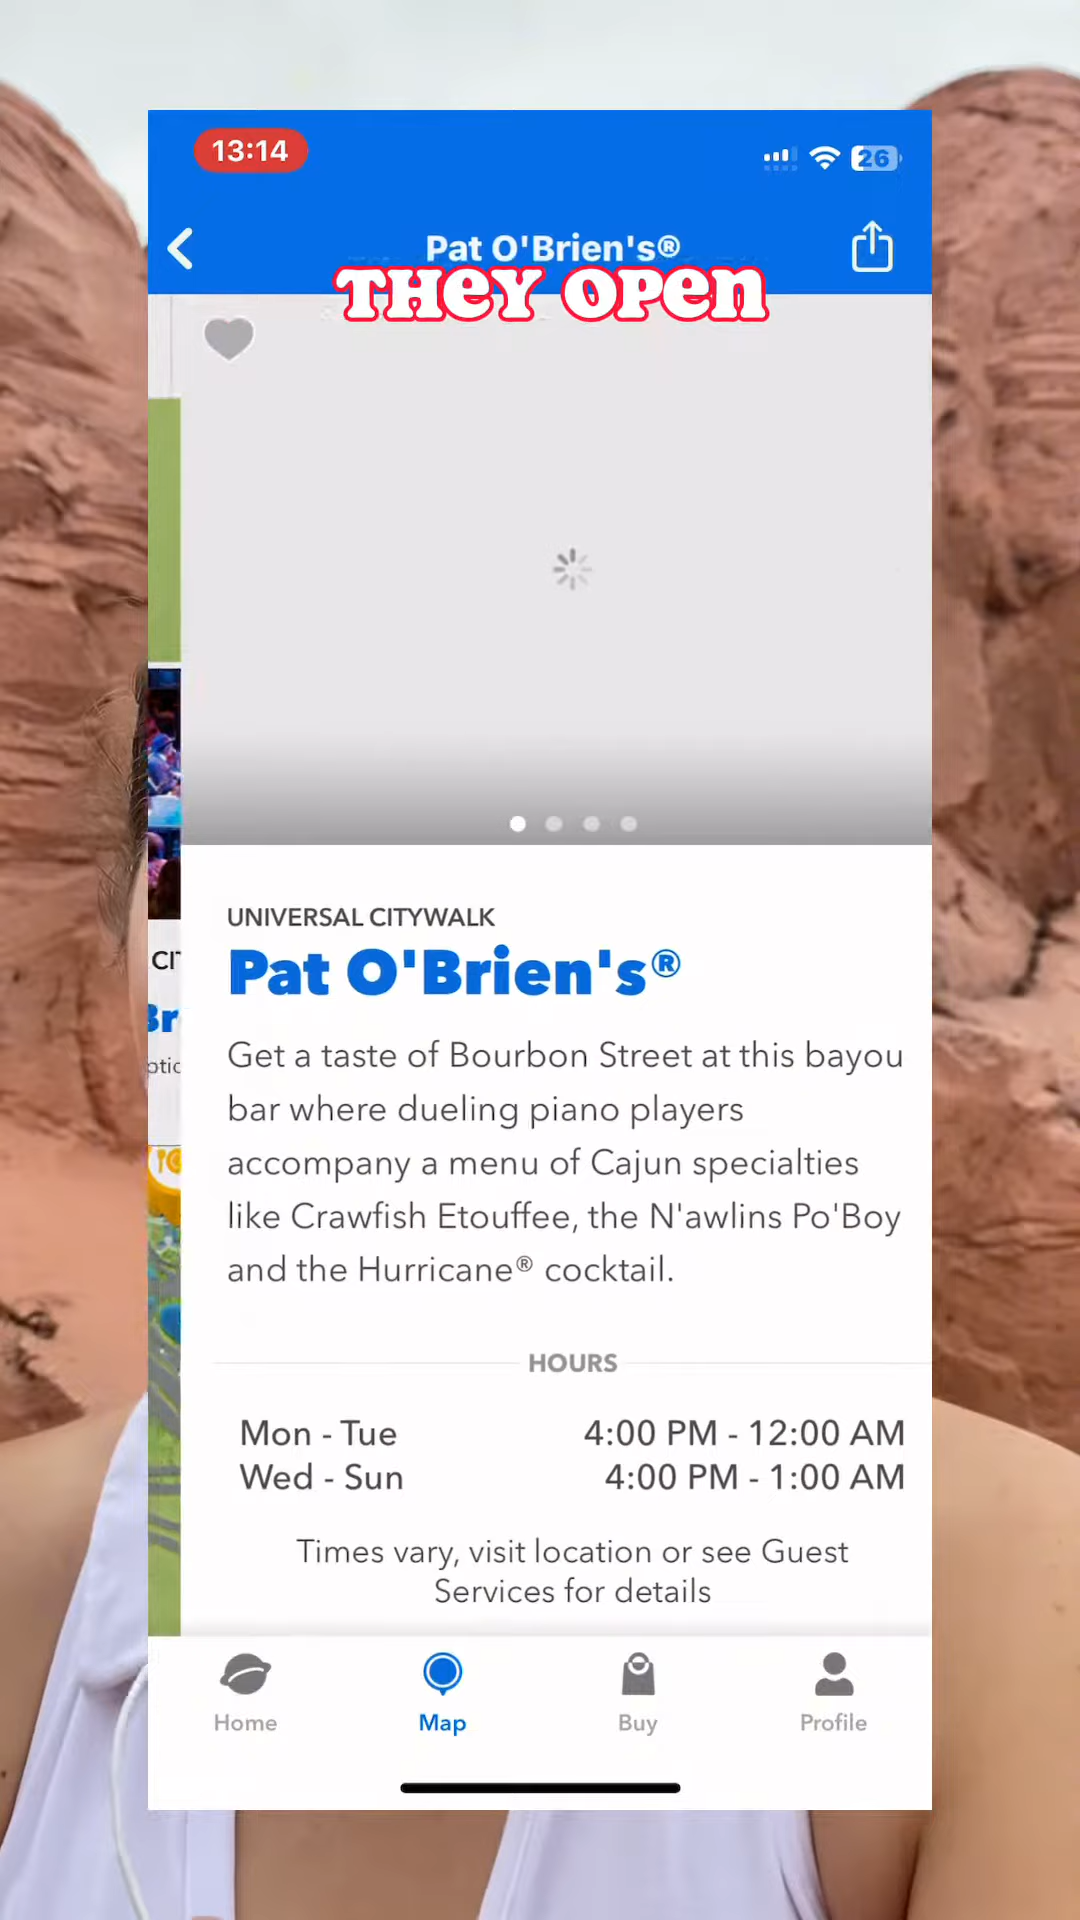 13:14
26
Pat O'Brien's®
THEY OPEN
UNIVERSAL CITYWALK
Pat O'Brien's®
Get a taste of Bourbon Street at this bayou
bar where dueling piano players
accompany a menu of Cajun specialties
like Crawfish Etouffee, the N'awlins Po'Boy
and the Hurricane® cocktail.
HOURS
Mon - Tue 4:00 PM - 12:00 AM
Wed - Sun 4:00 PM - 1:00 AM
Times vary, visit location or see Guest
Services for details
Home Map Buy Profile